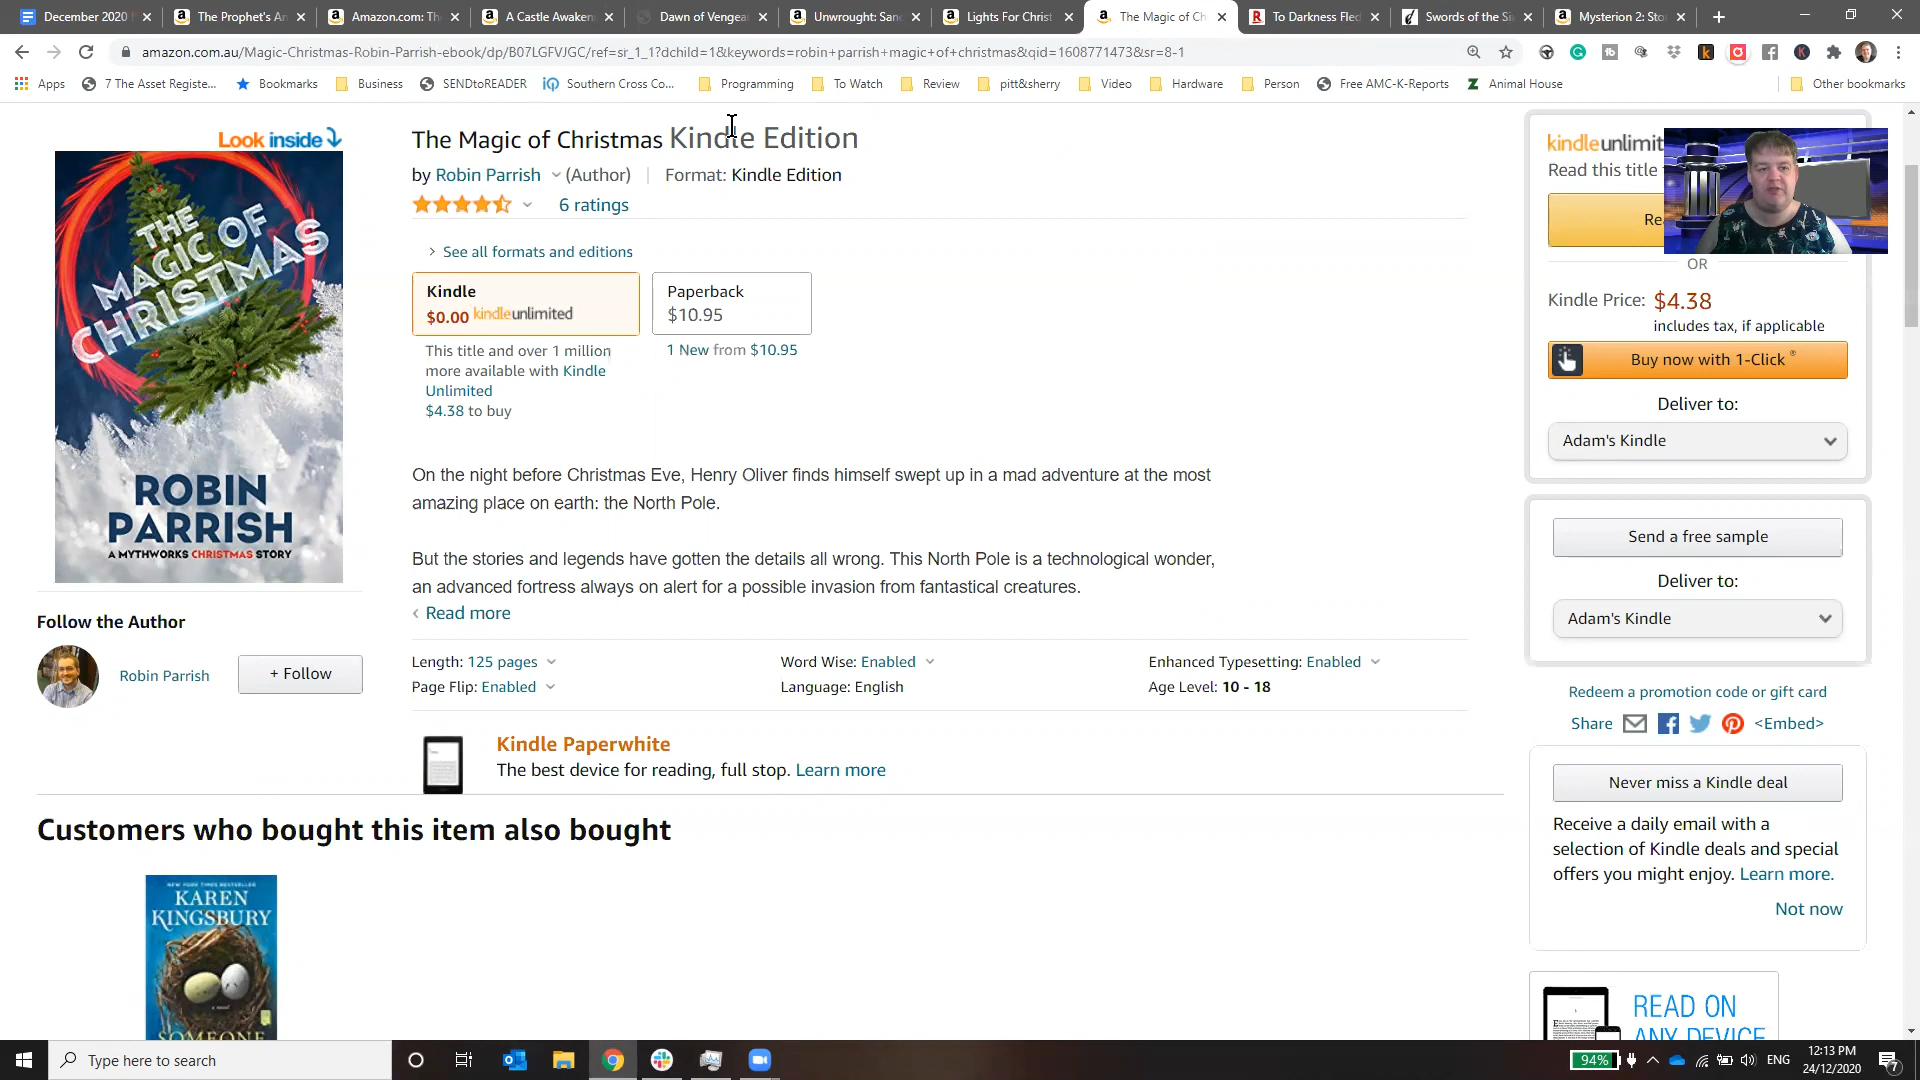 December 2020
The Prophet's An
Amazon.com: The
A Castle Awaken
Dawn of Vengea
Unwrought: San
Lights For Christ
The Magic of Ch
To Darkness Fled
Swords of the Si
Mysterion 2: Sto
amazon.com.au/Magic-Christmas-Robin-Parrish-ebook/dp/B07LGFVJGC/ref=sr_1_1?dchild=1&keywords=robin+parrish+magic+of+christmas&qid=1608771473&sr=8-1
Apps
7 The Asset Registe...
Bookmarks
Business
SENDtoREADER
Southern Cross Co...
Programming
To Watch
Review
pitt&sherry
Video
Hardware
Person
Free AMC-K-Reports
Animal House
Other bookmarks
Look inside
THE
MAGIC OF
CHRISTMAS
ROBIN
PARRISH
A MYTHWORKS CHRISTMAS STORY
Follow the Author
Robin Parrish
+ Follow
The Magic of Christmas Kindle Edition
by Robin Parrish (Author) | Format: Kindle Edition
6 ratings
› See all formats and editions
Kindle
$0.00 kindleunlimited
This title and over 1 million
more available with Kindle
Unlimited
$4.38 to buy
Paperback
$10.95
1 New from $10.95
On the night before Christmas Eve, Henry Oliver finds himself swept up in a mad adventure at the most
amazing place on earth: the North Pole.
But the stories and legends have gotten the details all wrong. This North Pole is a technological wonder,
an advanced fortress always on alert for a possible invasion from fantastical creatures.
‹ Read more
Length: 125 pages
Word Wise: Enabled
Enhanced Typesetting: Enabled
Page Flip: Enabled
Language: English
Age Level: 10 - 18
Kindle Paperwhite
The best device for reading, full stop. Learn more
Customers who bought this item also bought
NEW YORK TIMES BESTSELLER
KAREN
KINGSBURY
a novel
SOMEONE
kindleunlimit
Read this title
Rea
OR
Kindle Price: $4.38
includes tax, if applicable
Buy now with 1-Click ®
Deliver to:
Adam's Kindle
Send a free sample
Deliver to:
Adam's Kindle
Redeem a promotion code or gift card
Share <Embed>
Never miss a Kindle deal
Receive a daily email with a
selection of Kindle deals and special
offers you might enjoy. Learn more.
Not now
READ ON
ANY DEVICE
Type here to search
94%
ENG
12:13 PM
24/12/2020
7